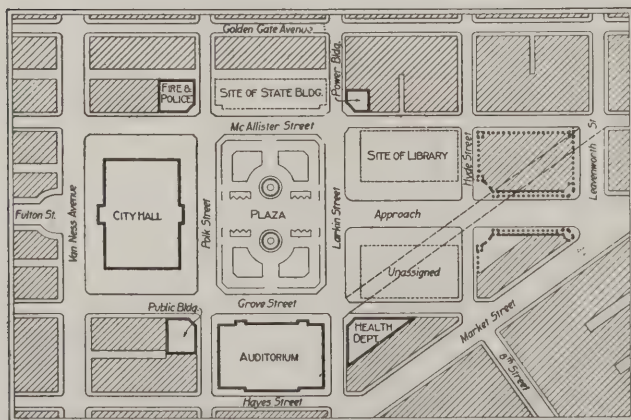 Golden Gate Avenue
FIRE &
POLICE
SITE OF STATE BLDG.
Power Bldg.
McAllister Street
SITE OF LIBRARY
Hyde Street
Leavenworth St
Fulton St.
Van Ness Avenue
CITY HALL
Polk Street
PLAZA
Larkin Street
Approach
Unassigned
Public Bldg.
Grove Street
HEALTH
DEPT.
Market Street
8th Street
AUDITORIUM
Hayes Street